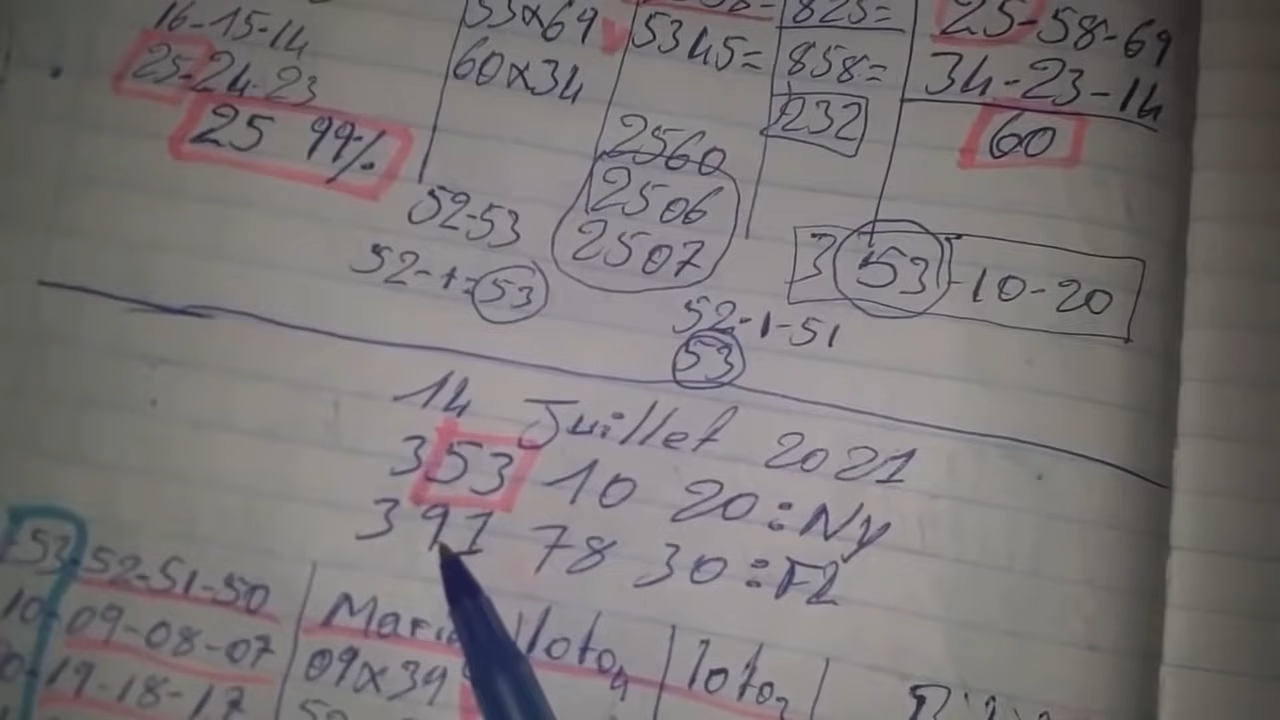 16-15-14
25-24-23
25 99%
53x69
60x34
5345=
2560
2506
2507
825=
858=
232
25-58-69
34-23-14
60
52-53
52-+=53
3 53-10-20
52-1-51
53
14 Juillet 2021
353 10 20:Ny
391 78 30:FL
53-52-51-50
10-09-08-07
19-18-17
09x39
loto4
loto3